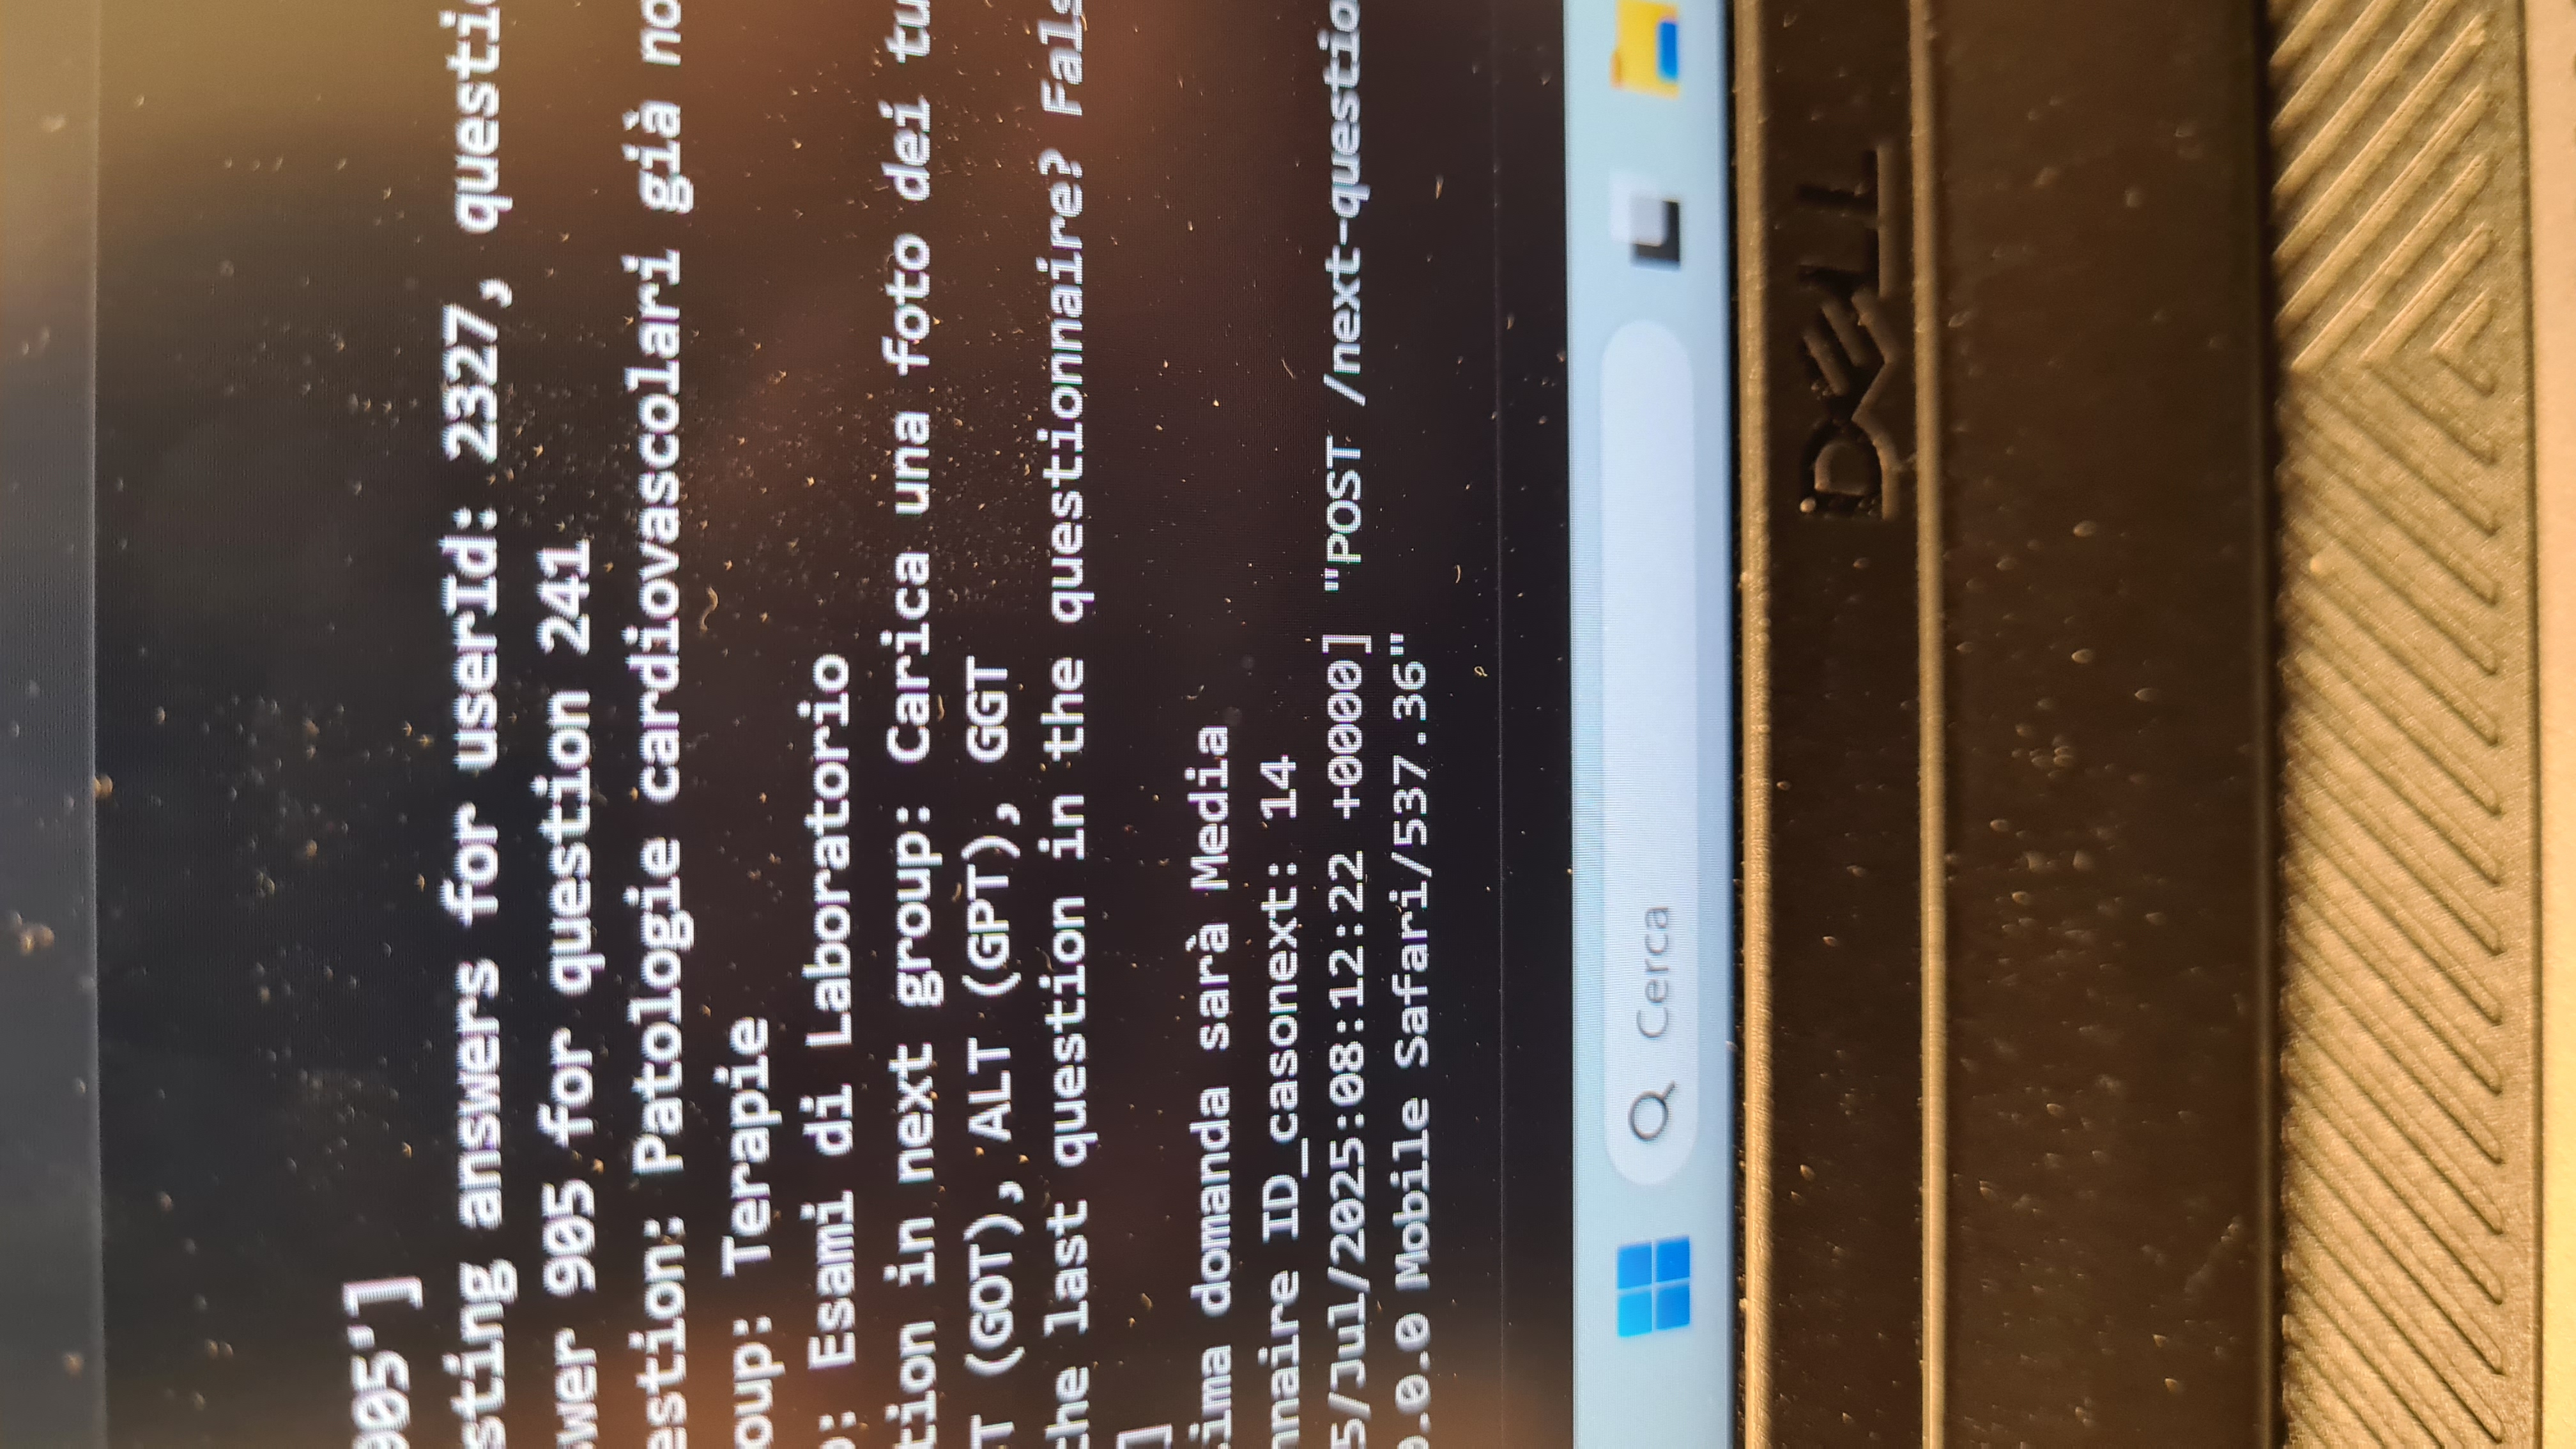 905']
sting answers for userId: 2327, questi
wer 905 for question 241
estion: Patologie cardiovascolari già no
oup: Terapie
o: Esami di Laboratorio
tion in next group: Carica una foto dei tu
T (GOT), ALT (GPT), GGT
the last question in the questionnaire? Fals
]
ima domanda sarà Media
nnaire ID_casonext: 14
5/Jul/2025:08:12:22 +0000] "POST /next-questio
0.0.0 Mobile Safari/537.36"
Cerca
DELL